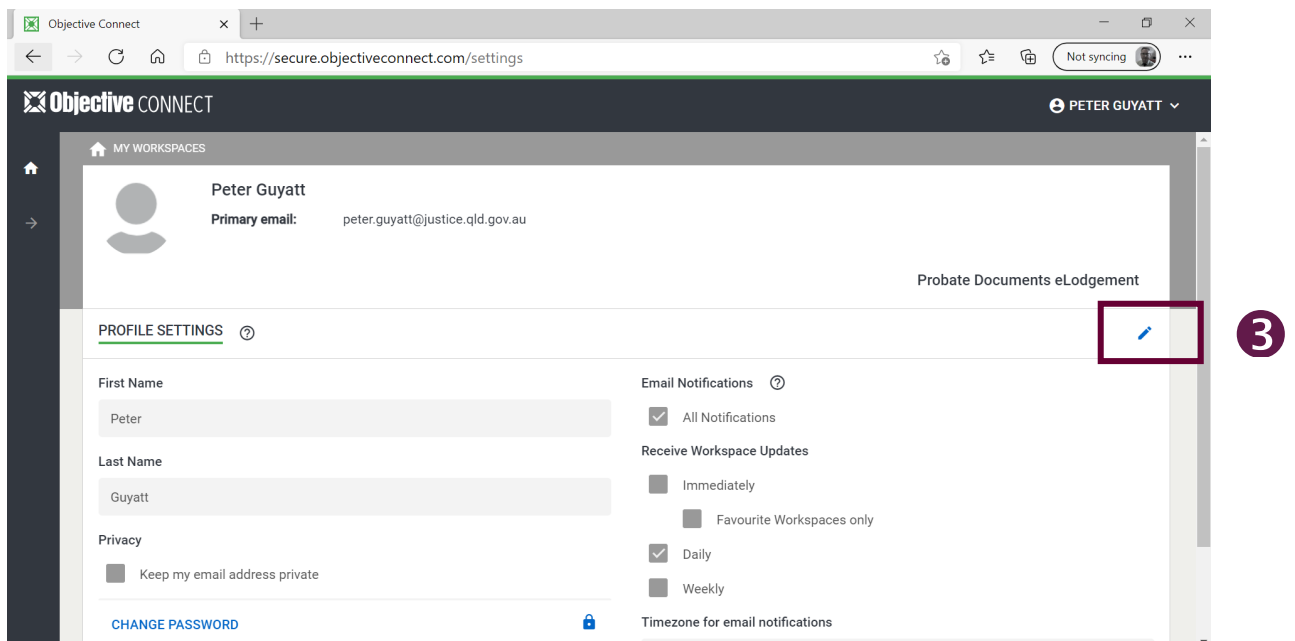 Objective Connect
https://secure.objectiveconnect.com/settings
Not syncing
Objective CONNECT
PETER GUYATT
MY WORKSPACES
Peter Guyatt
Primary email: peter.guyatt@justice.qld.gov.au
Probate Documents eLodgement
PROFILE SETTINGS
3
First Name
Peter
Last Name
Guyatt
Privacy
Keep my email address private
CHANGE PASSWORD
Email Notifications
All Notifications
Receive Workspace Updates
Immediately
Favourite Workspaces only
Daily
Weekly
Timezone for email notifications